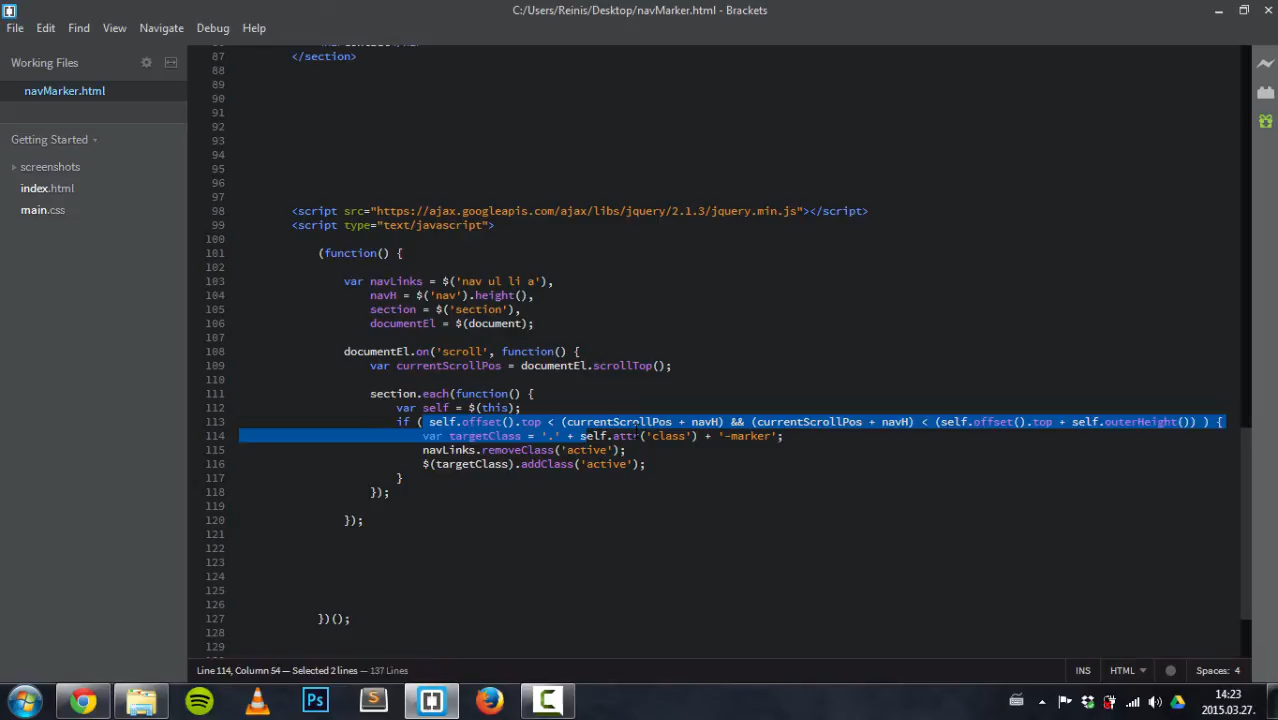 C:/Users/Reinis/Desktop/navMarker.html - Brackets
File Edit Find View Navigate Debug Help
Working Files
navMarker.html
Getting Started
screenshots
index.html
main.css
87 </section>
88
89
90
91
92
93
94
95
96
97
98 <script src="https://ajax.googleapis.com/ajax/libs/jquery/2.1.3/jquery.min.js"></script>
99 <script type="text/javascript">
100
101 (function() {
102
103 var navLinks = $('nav ul li a'),
104 navH = $('nav').height(),
105 section = $('section'),
106 documentEl = $(document);
107
108 documentEl.on('scroll', function() {
109 var currentScrollPos = documentEl.scrollTop();
110
111 section.each(function() {
112 var self = $(this);
113 if ( self.offset().top < (currentScrollPos + navH) && (currentScrollPos + navH) < (self.offset().top + self.outerHeight()) ) {
114 var targetClass = '.' + self.attr('class') + '-marker';
115 navLinks.removeClass('active');
116 $(targetClass).addClass('active');
117 }
118 });
119
120 });
121
122
123
124
125
126
127 })();
128
129
Line 114, Column 54 — Selected 2 lines — 137 Lines
INS HTML Spaces: 4
14:23
2015.03.27.